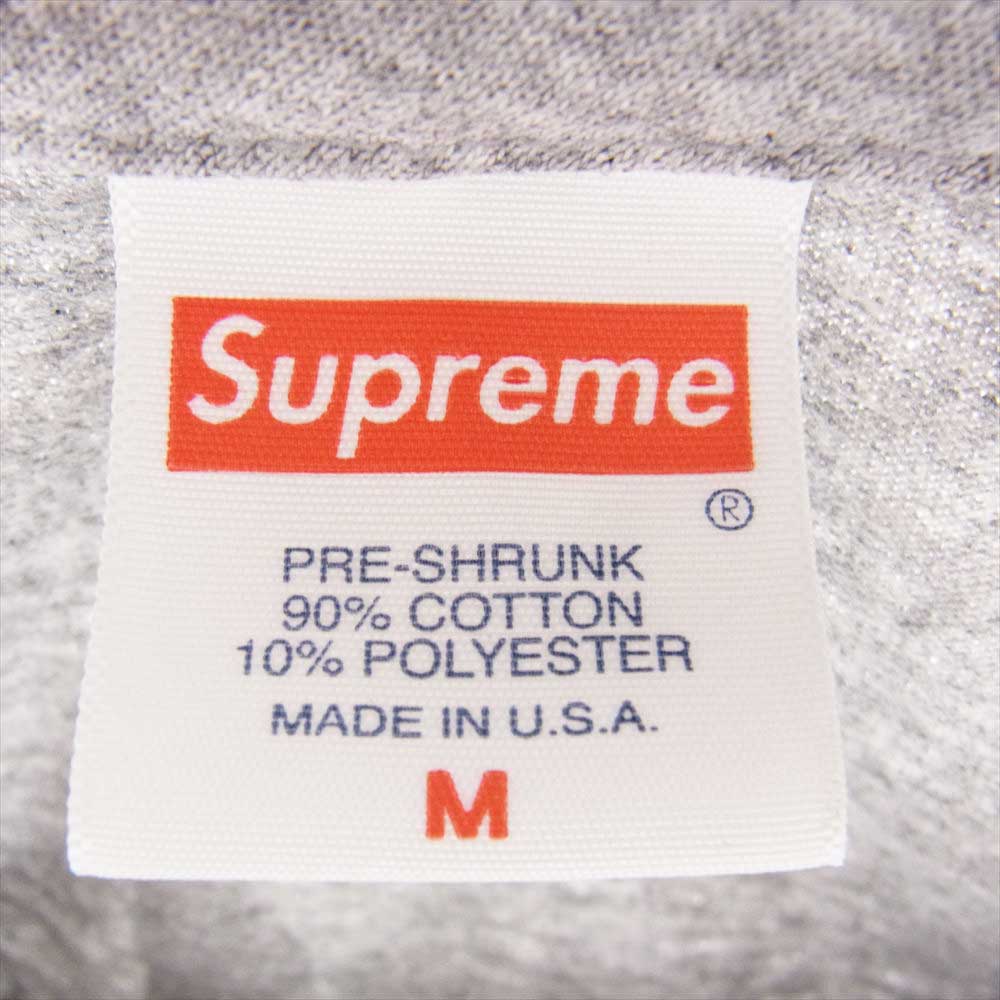 Supreme
®
PRE-SHRUNK
90% COTTON
10% POLYESTER
MADE IN U.S.A.
M